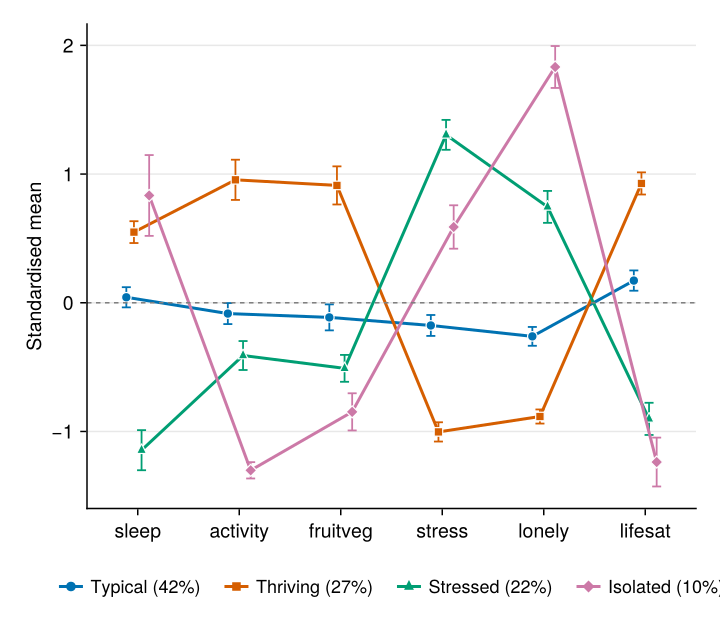 Standardised mean
2
1
0
−1
sleep activity fruitveg stress lonely lifesat
Typical (42%) Thriving (27%) Stressed (22%) Isolated (10%)